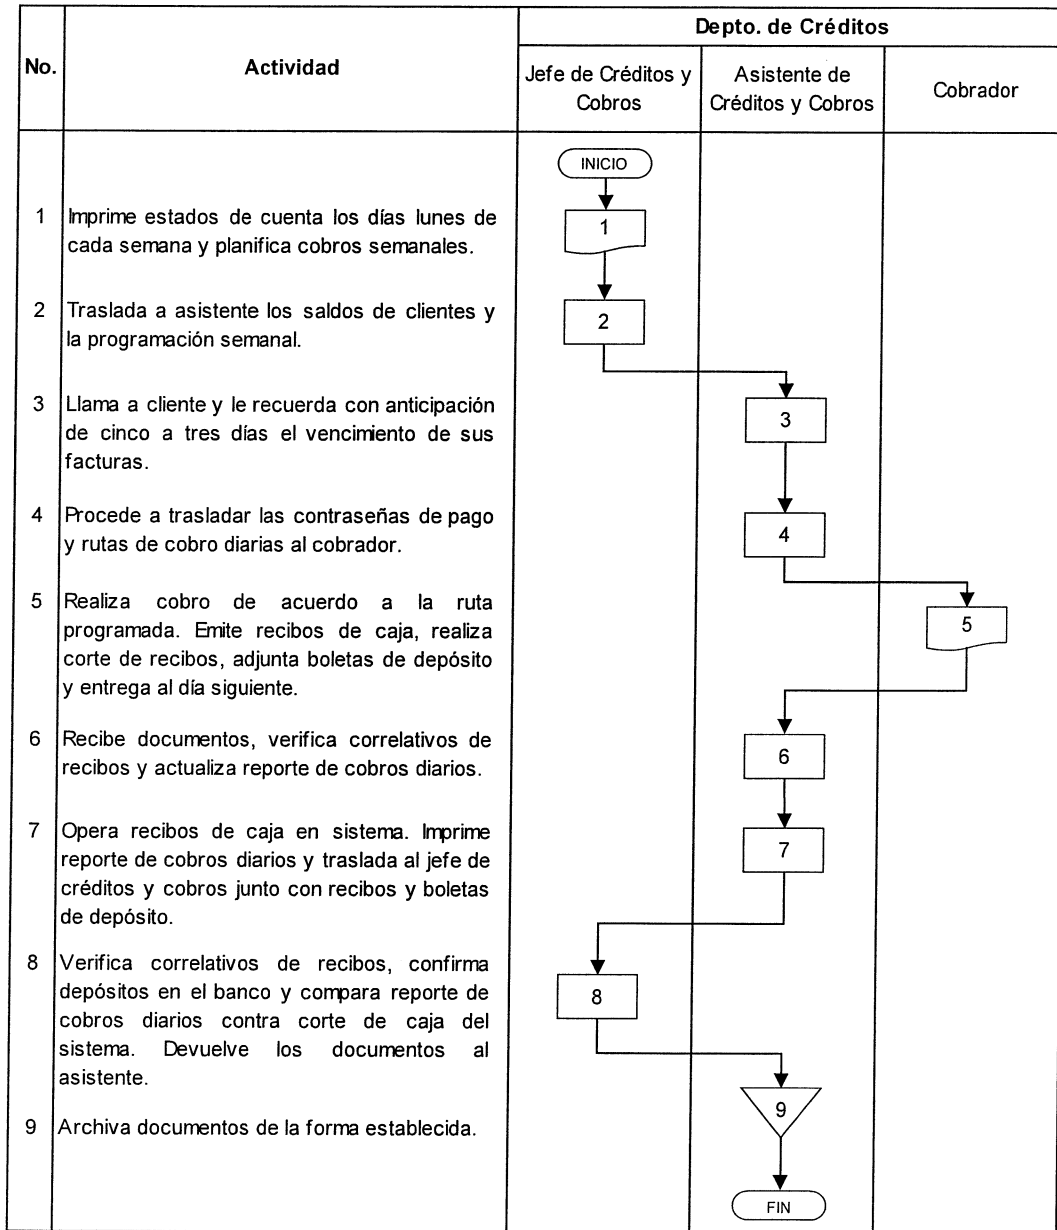 No.
Actividad
Depto. de Créditos
Jefe de Créditos y
Cobros
Asistente de
Créditos y Cobros
Cobrador
INICIO
1
Imprime estados de cuenta los días lunes de
cada semana y planifica cobros semanales.
1
2
Traslada a asistente los saldos de clientes y
la programación semanal.
2
3
Llama a cliente y le recuerda con anticipación
de cinco a tres días el vencimiento de sus
facturas.
3
4
Procede a trasladar las contraseñas de pago
y rutas de cobro diarias al cobrador.
4
5
Realiza cobro de acuerdo a la ruta
programada. Emite recibos de caja, realiza
corte de recibos, adjunta boletas de depósito
y entrega al día siguiente.
5
6
Recibe documentos, verifica correlativos de
recibos y actualiza reporte de cobros diarios.
6
7
Opera recibos de caja en sistema. Imprime
reporte de cobros diarios y traslada al jefe de
créditos y cobros junto con recibos y boletas
de depósito.
7
8
Verifica correlativos de recibos, confirma
depósitos en el banco y compara reporte de
cobros diarios contra corte de caja del
sistema. Devuelve los documentos al
asistente.
8
9
Archiva documentos de la forma establecida.
9
FIN